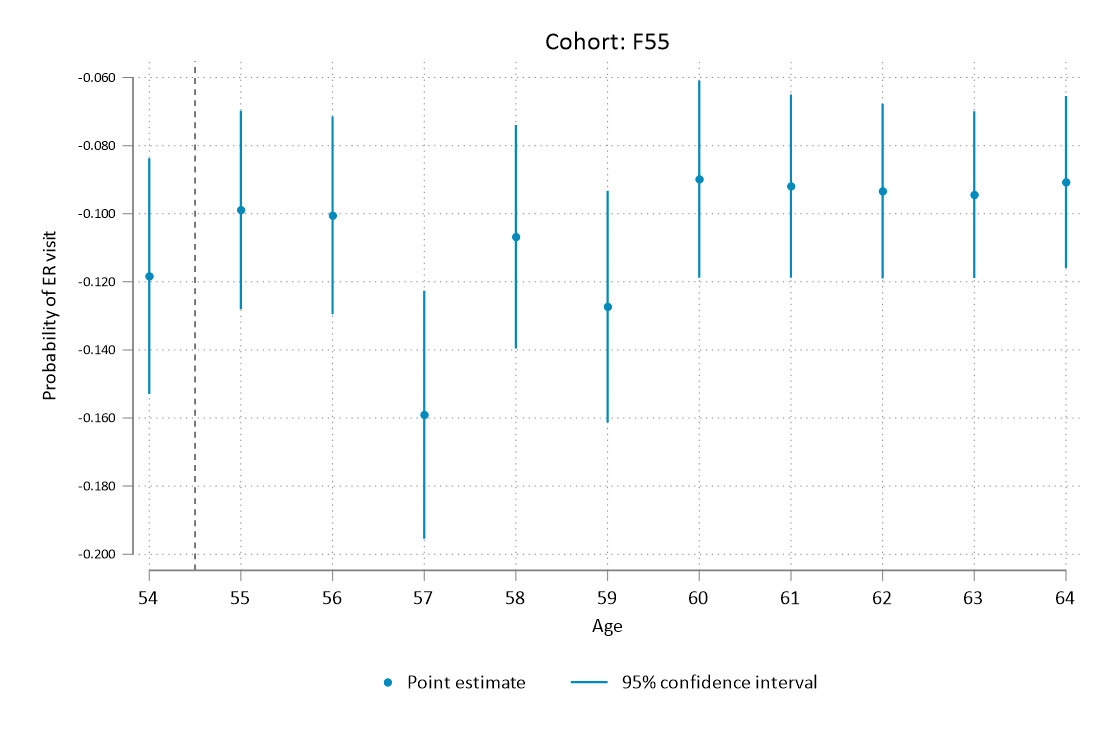 Cohort: F55
Probability of ER visit
-0.060
-0.080
-0.100
-0.120
-0.140
-0.160
-0.180
-0.200
54 55 56 57 58 59 60 61 62 63 64
Age
Point estimate 95% confidence interval